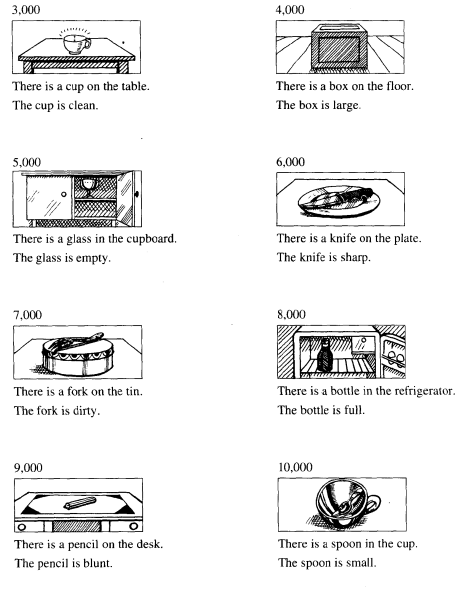 3,000
There is a cup on the table.
The cup is clean.
4,000
There is a box on the floor.
The box is large.
5,000
There is a glass in the cupboard.
The glass is empty.
6,000
There is a knife on the plate.
The knife is sharp.
7,000
There is a fork on the tin.
The fork is dirty.
8,000
There is a bottle in the refrigerator.
The bottle is full.
9,000
There is a pencil on the desk.
The pencil is blunt.
10,000
There is a spoon in the cup.
The spoon is small.